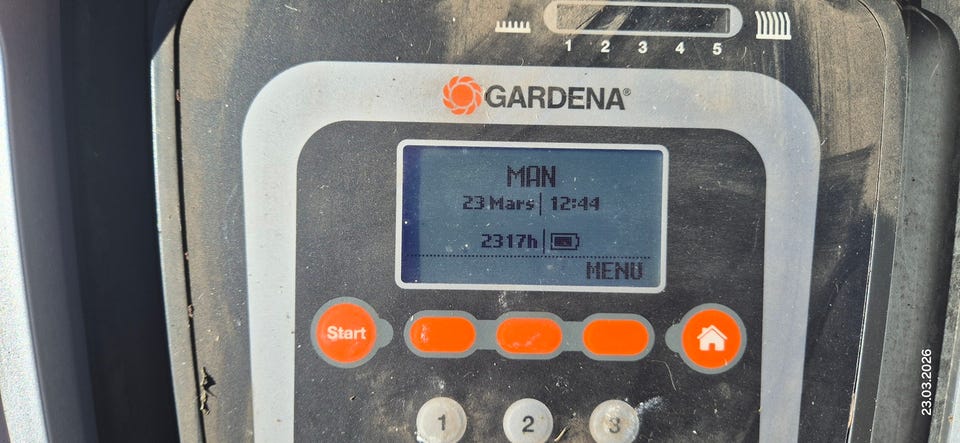 1 2 3 4 5
GARDENA®
MAN
23 Mars 12:44
2317h
MENU
Start
1 2 3
23.03.2026